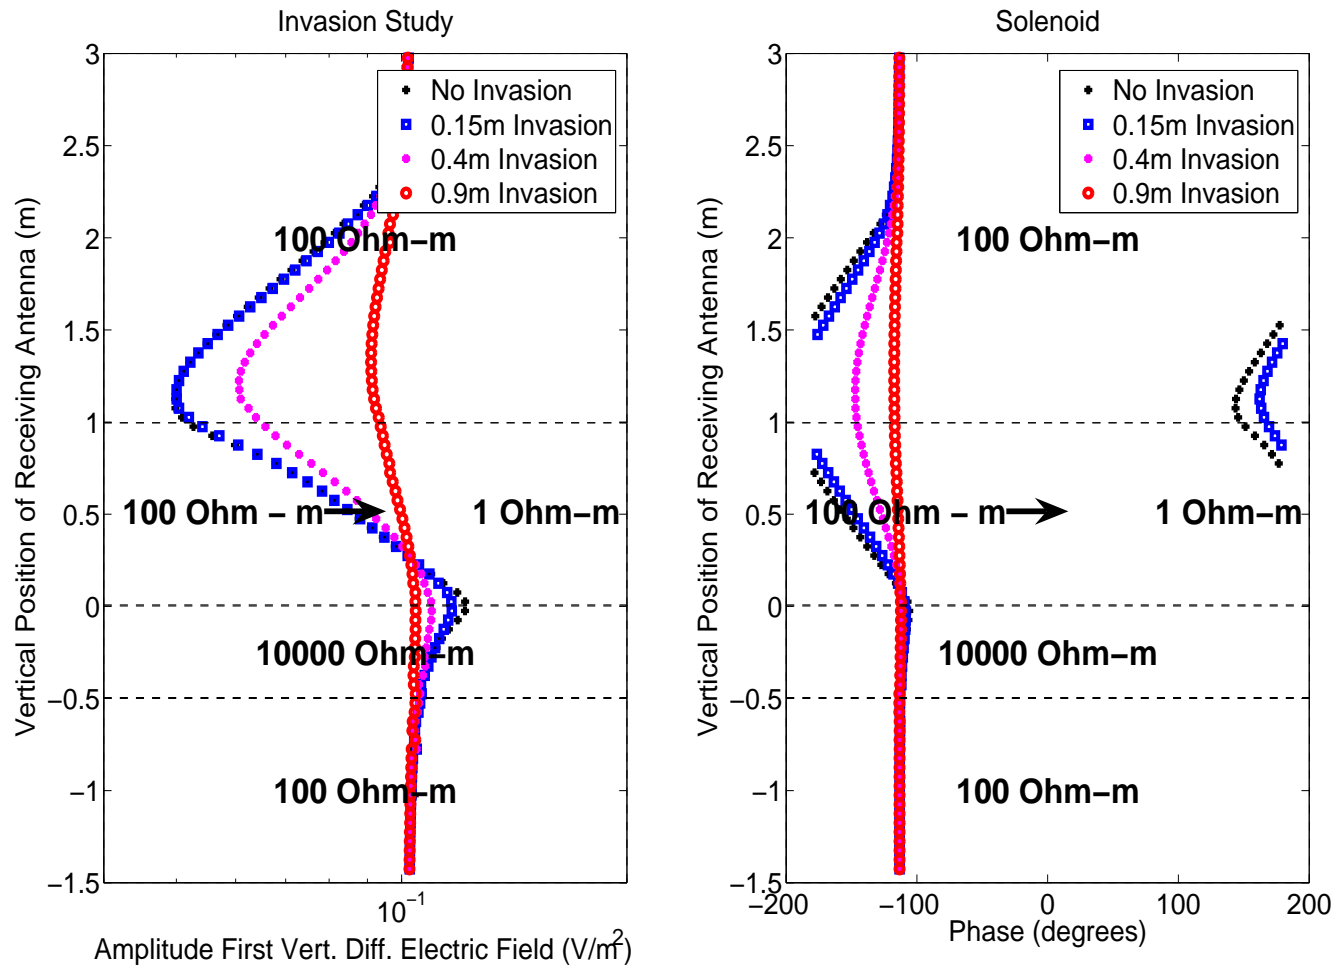 Invasion Study
3
2.5
2
1.5
1
0.5
0
−0.5
−1
−1.5
Vertical Position of Receiving Antenna (m)
No Invasion
0.15m Invasion
0.4m Invasion
0.9m Invasion
100 Ohm−m
100 Ohm − m
1 Ohm−m
10000 Ohm−m
100 Ohm−m
10⁻¹
Amplitude First Vert. Diff. Electric Field (V/m²)
Solenoid
3
2.5
2
1.5
1
0.5
0
−0.5
−1
−1.5
Vertical Position of Receiving Antenna (m)
No Invasion
0.15m Invasion
0.4m Invasion
0.9m Invasion
100 Ohm−m
100 Ohm − m
1 Ohm−m
10000 Ohm−m
100 Ohm−m
−200 −100 0 100 200
Phase (degrees)